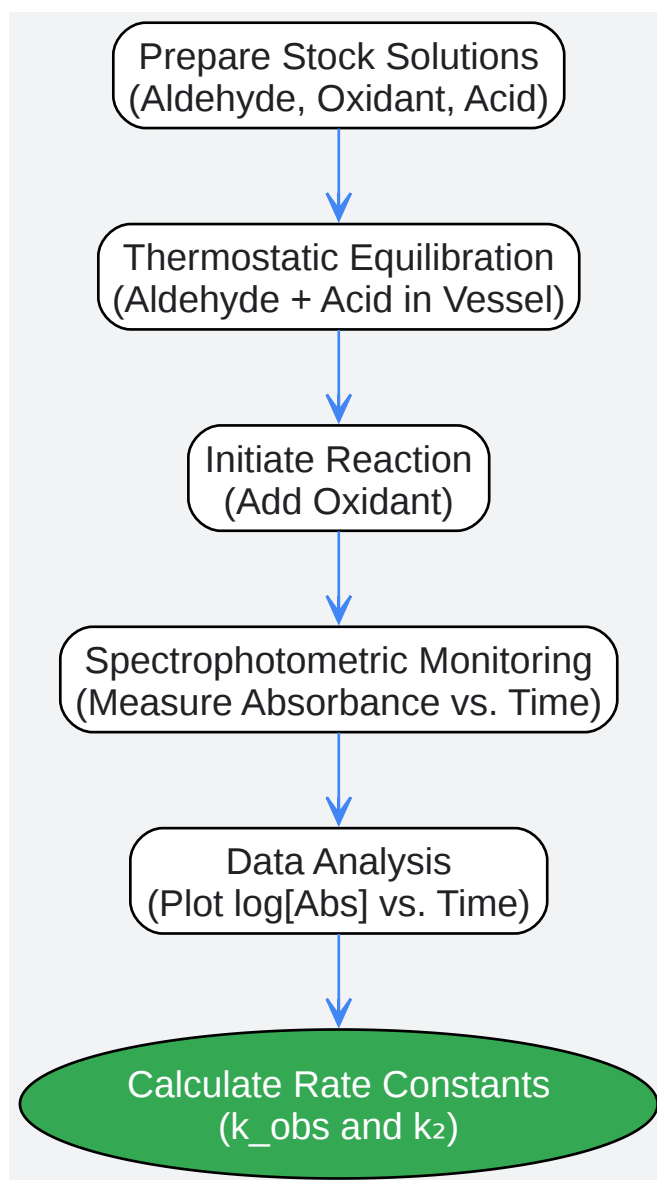 Prepare Stock Solutions
(Aldehyde, Oxidant, Acid)
Thermostatic Equilibration
(Aldehyde + Acid in Vessel)
Initiate Reaction
(Add Oxidant)
Spectrophotometric Monitoring
(Measure Absorbance vs. Time)
Data Analysis
(Plot log[Abs] vs. Time)
Calculate Rate Constants
(k_obs and k₂)